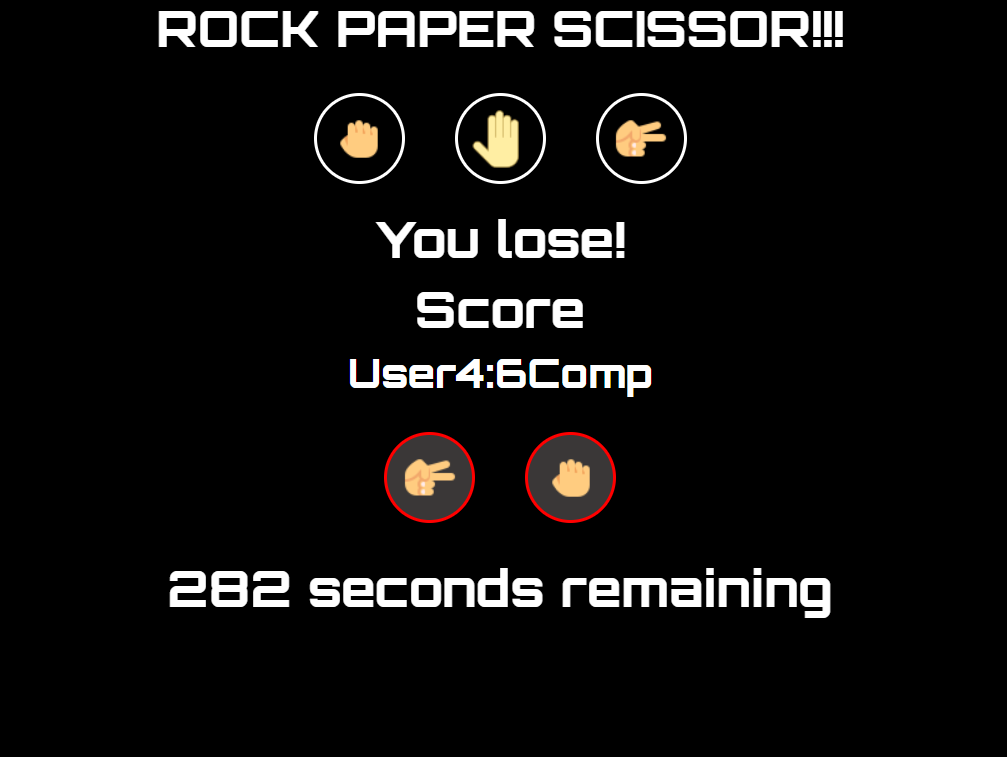 ROCK PAPER SCISSOR!!!
You lose!
Score
User4:6Comp
282 seconds remaining